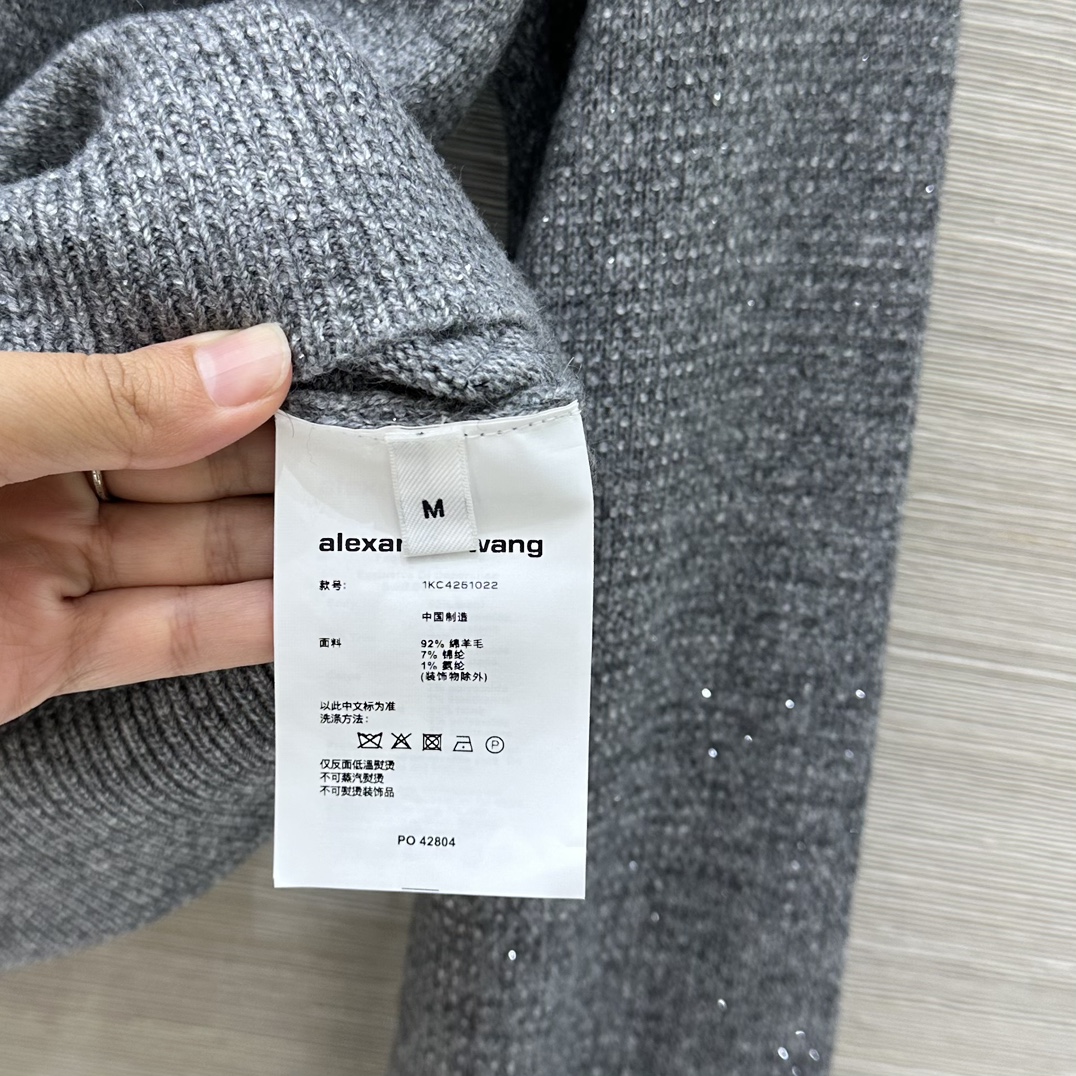 M
alexan wang
款号: 1KC4251022
中国制造
面料 92% 绵羊毛
7% 锦纶
1% 氨纶
(装饰物除外)
以此中文标为准
洗涤方法:
P
仅反面低温熨烫
不可蒸汽熨烫
不可熨烫装饰品
PO 42804